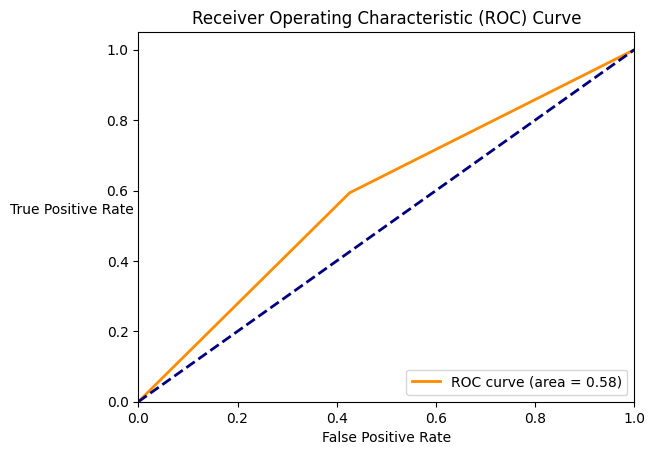 Receiver Operating Characteristic (ROC) Curve
1.0
0.8
0.6
True Positive Rate
0.4
0.2
0.0
ROC curve (area = 0.58)
0.0 0.2 0.4 0.6 0.8 1.0
False Positive Rate